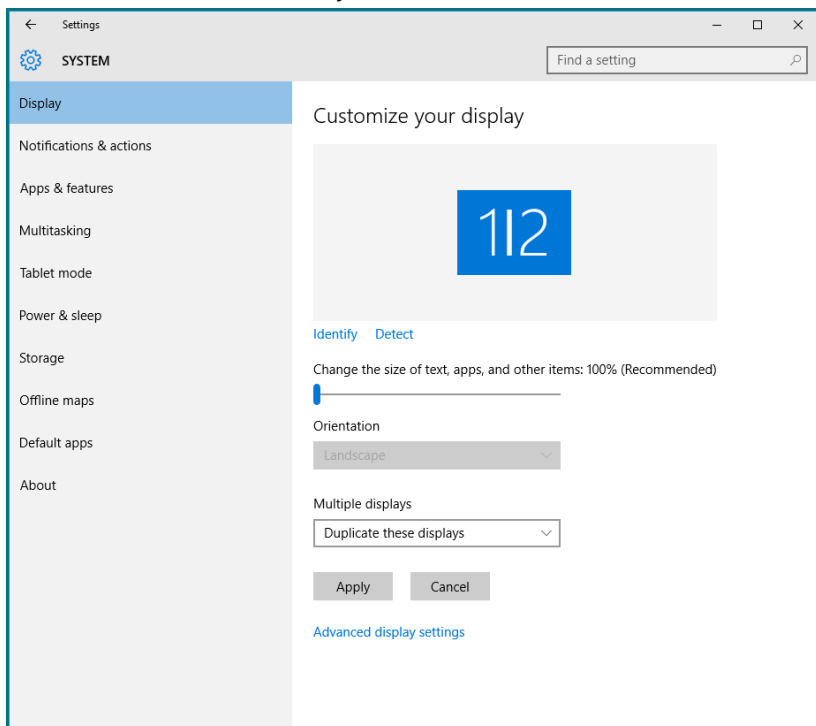 Settings
SYSTEM
Find a setting
Display
Notifications & actions
Apps & features
Multitasking
Tablet mode
Power & sleep
Storage
Offline maps
Default apps
About
Customize your display
1|2
Identify Detect
Change the size of text, apps, and other items: 100% (Recommended)
Orientation
Landscape
Multiple displays
Duplicate these displays
Apply Cancel
Advanced display settings